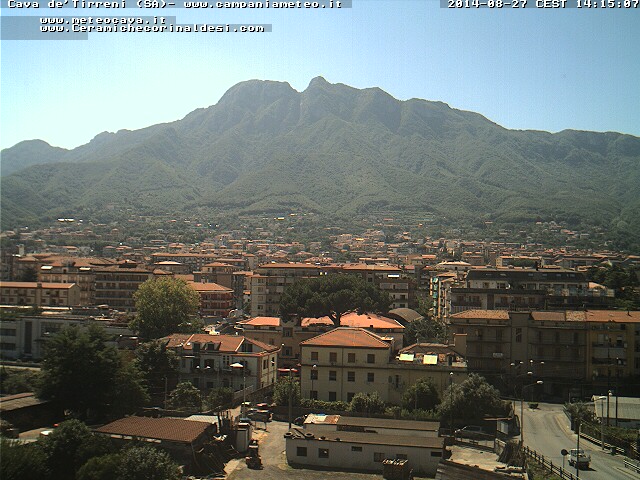 Cava de'Tirreni (SA)- www.campaniameteo.it 2014-08-27 CEST 14:15:07
www.meteocava.it
www.Ceramichecorinaldesi.com